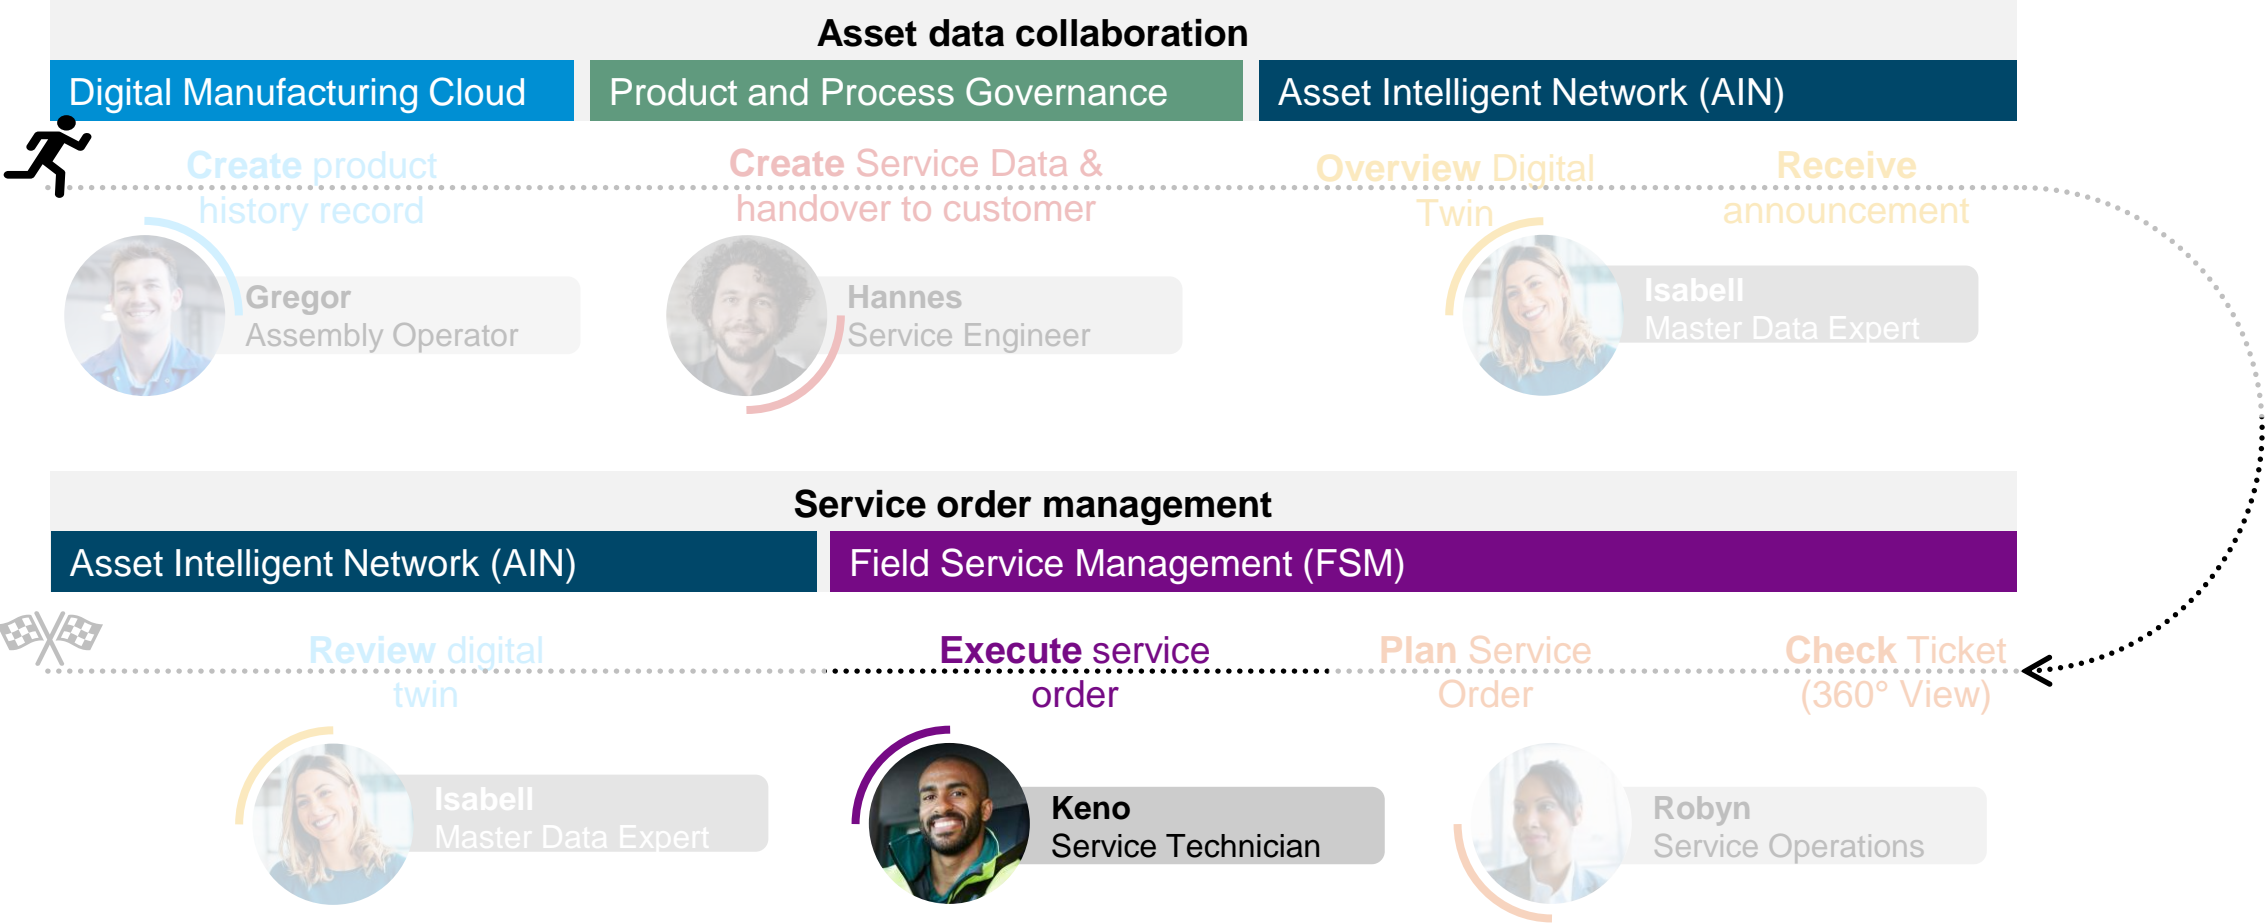 Asset data collaboration
Digital Manufacturing Cloud
Product and Process Governance
Asset Intelligent Network (AIN)
Create product
history record
Create Service Data &
handover to customer
Overview Digital
Twin
Receive
announcement
Gregor
Assembly Operator
Hannes
Service Engineer
Isabell
Master Data Expert
Service order management
Asset Intelligent Network (AIN)
Field Service Management (FSM)
Review digital
twin
Execute service
order
Plan Service
Order
Check Ticket
(360° View)
Isabell
Master Data Expert
Keno
Service Technician
Robyn
Service Operations